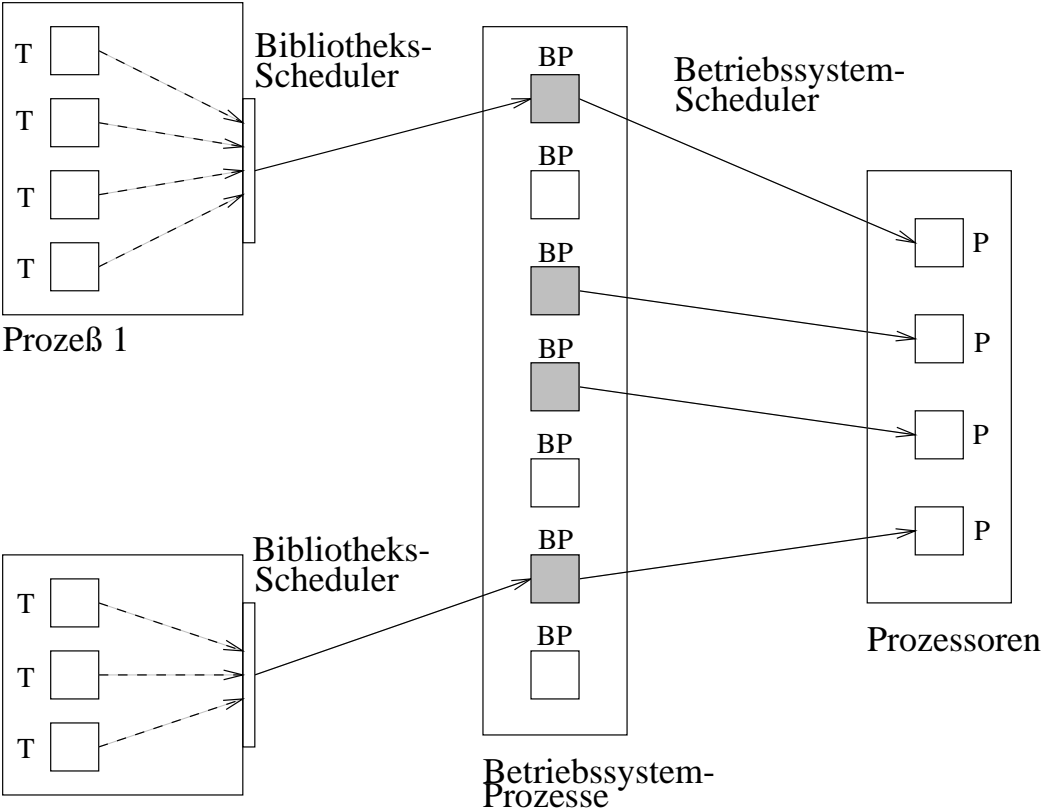 T
T
T
T
Bibliotheks-
Scheduler
Prozeß 1
T
T
T
Bibliotheks-
Scheduler
BP
BP
BP
BP
BP
BP
BP
Betriebssystem-
Prozesse
Betriebssystem-
Scheduler
P
P
P
P
Prozessoren